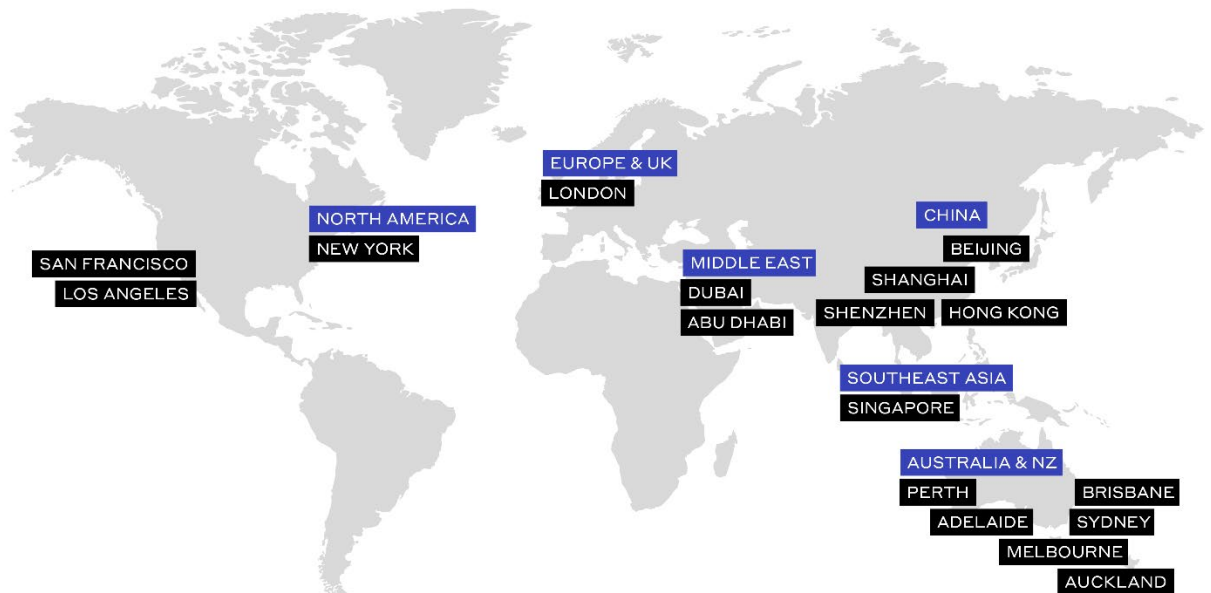 EUROPE & UK
LONDON
NORTH AMERICA
NEW YORK
SAN FRANCISCO
LOS ANGELES
MIDDLE EAST
DUBAI
ABU DHABI
CHINA
BEIJING
SHANGHAI
SHENZHEN
HONG KONG
SOUTHEAST ASIA
SINGAPORE
AUSTRALIA & NZ
PERTH
BRISBANE
ADELAIDE
SYDNEY
MELBOURNE
AUCKLAND